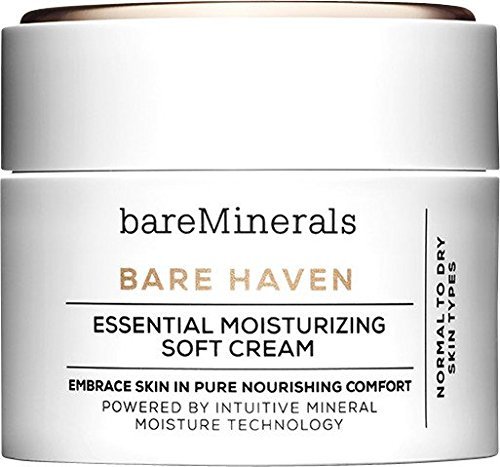 bareMinerals
BARE HAVEN
ESSENTIAL MOISTURIZING
SOFT CREAM
EMBRACE SKIN IN PURE NOURISHING COMFORT
POWERED BY INTUITIVE MINERAL
MOISTURE TECHNOLOGY
NORMAL TO DRY
SKIN TYPES